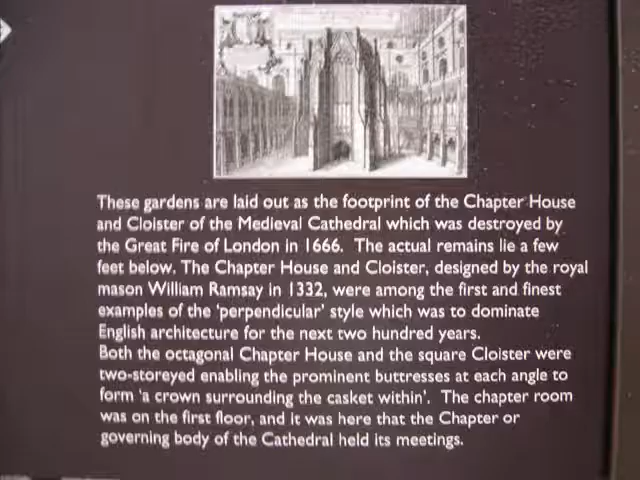 These gardens are laid out as the footprint of the Chapter House
and Cloister of the Medieval Cathedral which was destroyed by
the Great Fire of London in 1666. The actual remains lie a few
feet below. The Chapter House and Cloister, designed by the royal
mason William Ramsay in 1332, were among the first and finest
examples of the 'perpendicular' style which was to dominate
English architecture for the next two hundred years.
Both the octagonal Chapter House and the square Cloister were
two-storeyed enabling the prominent buttresses at each angle to
form 'a crown surrounding the casket within'. The chapter room
was on the first floor, and it was here that the Chapter or
governing body of the Cathedral held its meetings.